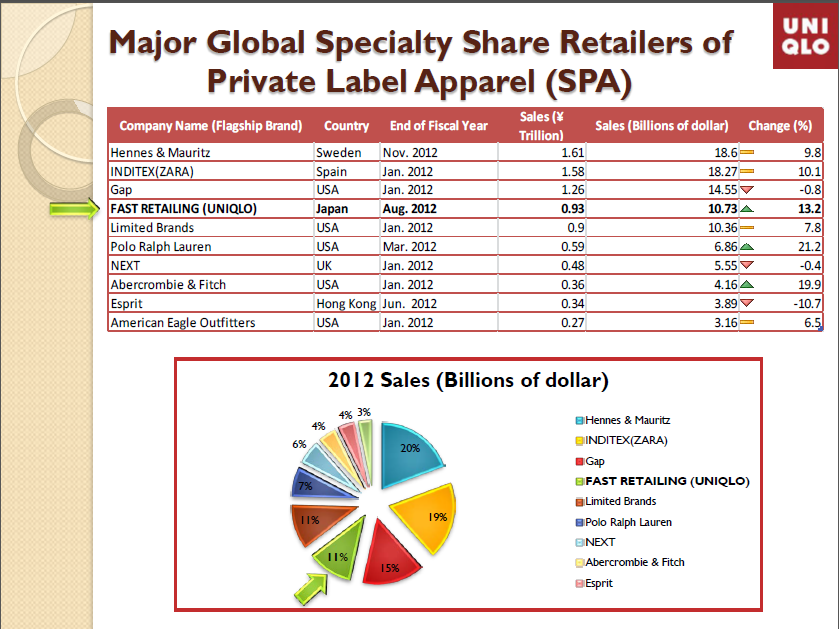 Major Global Specialty Share Retailers of
Private Label Apparel (SPA)
UNI
QLO
Company Name (Flagship Brand) Country End of Fiscal Year Sales (¥ Trillion) Sales (Billions of dollar) Change (%)
Hennes & Mauritz Sweden Nov. 2012 1.61 18.6 9.8
INDITEX(ZARA) Spain Jan. 2012 1.58 18.27 10.1
Gap USA Jan. 2012 1.26 14.55 -0.8
FAST RETAILING (UNIQLO) Japan Aug. 2012 0.93 10.73 13.2
Limited Brands USA Jan. 2012 0.9 10.36 7.8
Polo Ralph Lauren USA Mar. 2012 0.59 6.86 21.2
NEXT UK Jan. 2012 0.48 5.55 -0.4
Abercrombie & Fitch USA Jan. 2012 0.36 4.16 19.9
Esprit Hong Kong Jun. 2012 0.34 3.89 -10.7
American Eagle Outfitters USA Jan. 2012 0.27 3.16 6.5
2012 Sales (Billions of dollar)
20%
19%
15%
11%
11%
7%
6%
4%
4%
3%
Hennes & Mauritz
INDITEX(ZARA)
Gap
FAST RETAILING (UNIQLO)
Limited Brands
Polo Ralph Lauren
NEXT
Abercrombie & Fitch
Esprit